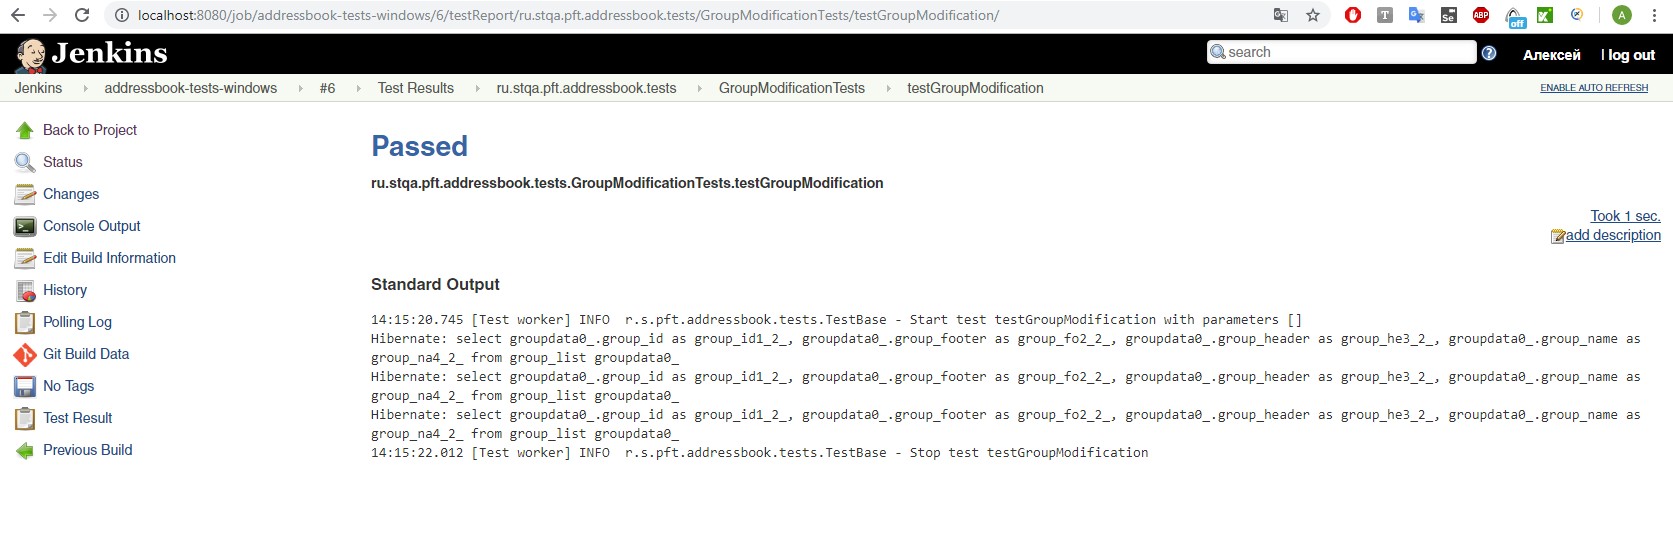 localhost:8080/job/addressbook-tests-windows/6/testReport/ru.stqa.pft.addressbook.tests/GroupModificationTests/testGroupModification/
T
Se
ABP
off
A
Jenkins
search
?
Алексей
| log out
Jenkins
addressbook-tests-windows
#6
Test Results
ru.stqa.pft.addressbook.tests
GroupModificationTests
testGroupModification
ENABLE AUTO REFRESH
Back to Project
Status
Changes
Console Output
Edit Build Information
History
Polling Log
Git Build Data
No Tags
Test Result
Previous Build
Passed
ru.stqa.pft.addressbook.tests.GroupModificationTests.testGroupModification
Took 1 sec.
add description
Standard Output
14:15:20.745 [Test worker] INFO  r.s.pft.addressbook.tests.TestBase - Start test testGroupModification with parameters []
Hibernate: select groupdata0_.group_id as group_id1_2_, groupdata0_.group_footer as group_fo2_2_, groupdata0_.group_header as group_he3_2_, groupdata0_.group_name as
group_na4_2_ from group_list groupdata0_
Hibernate: select groupdata0_.group_id as group_id1_2_, groupdata0_.group_footer as group_fo2_2_, groupdata0_.group_header as group_he3_2_, groupdata0_.group_name as
group_na4_2_ from group_list groupdata0_
Hibernate: select groupdata0_.group_id as group_id1_2_, groupdata0_.group_footer as group_fo2_2_, groupdata0_.group_header as group_he3_2_, groupdata0_.group_name as
group_na4_2_ from group_list groupdata0_
14:15:22.012 [Test worker] INFO  r.s.pft.addressbook.tests.TestBase - Stop test testGroupModification